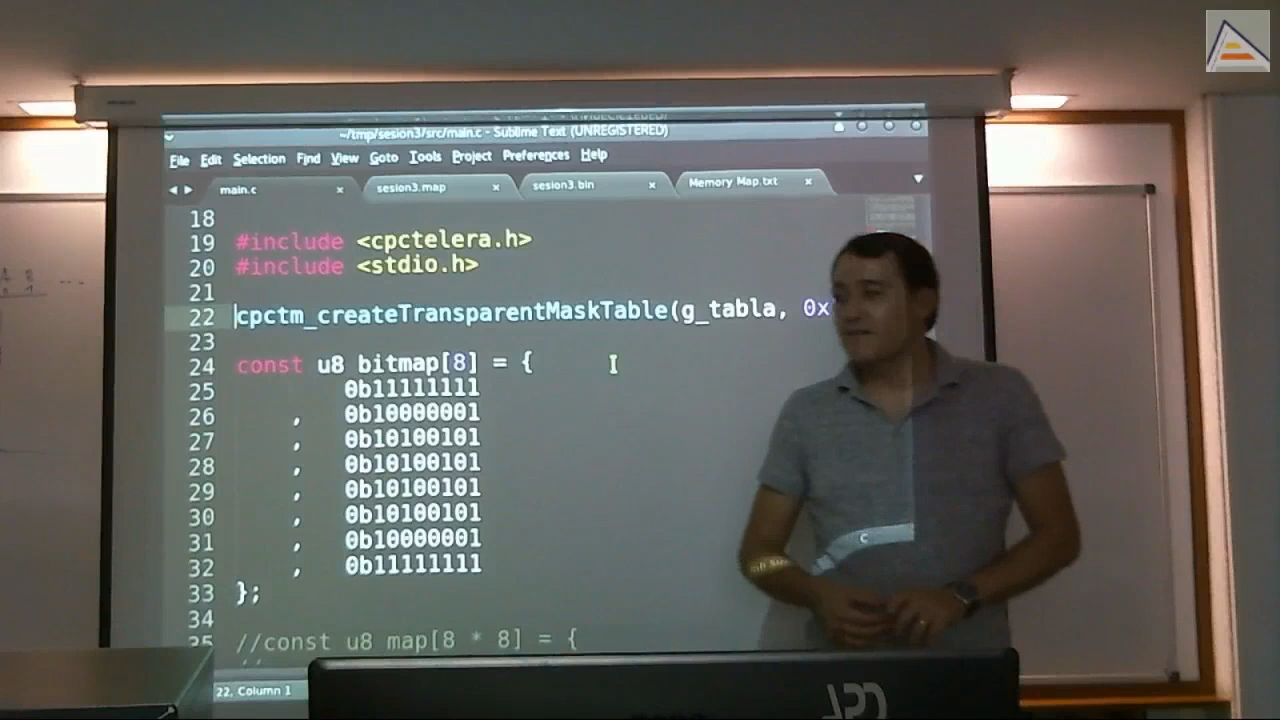 ~/tmp/sesion3/src/main.c - Sublime Text (UNREGISTERED)
File Edit Selection Find View Goto Tools Project Preferences Help
main.c × sesion3.map × sesion3.bin × Memory Map.txt ×
18
19 #include <cpctelera.h>
20 #include <stdio.h>
21
22 cpctm_createTransparentMaskTable(g_tabla, 0x
23
24 const u8 bitmap[8] = {
25 0b11111111
26 , 0b10000001
27 , 0b10100101
28 , 0b10100101
29 , 0b10100101
30 , 0b10100101
31 , 0b10000001
32 , 0b11111111
33 };
34
35 //const u8 map[8 * 8] = {
22, Column 1
C